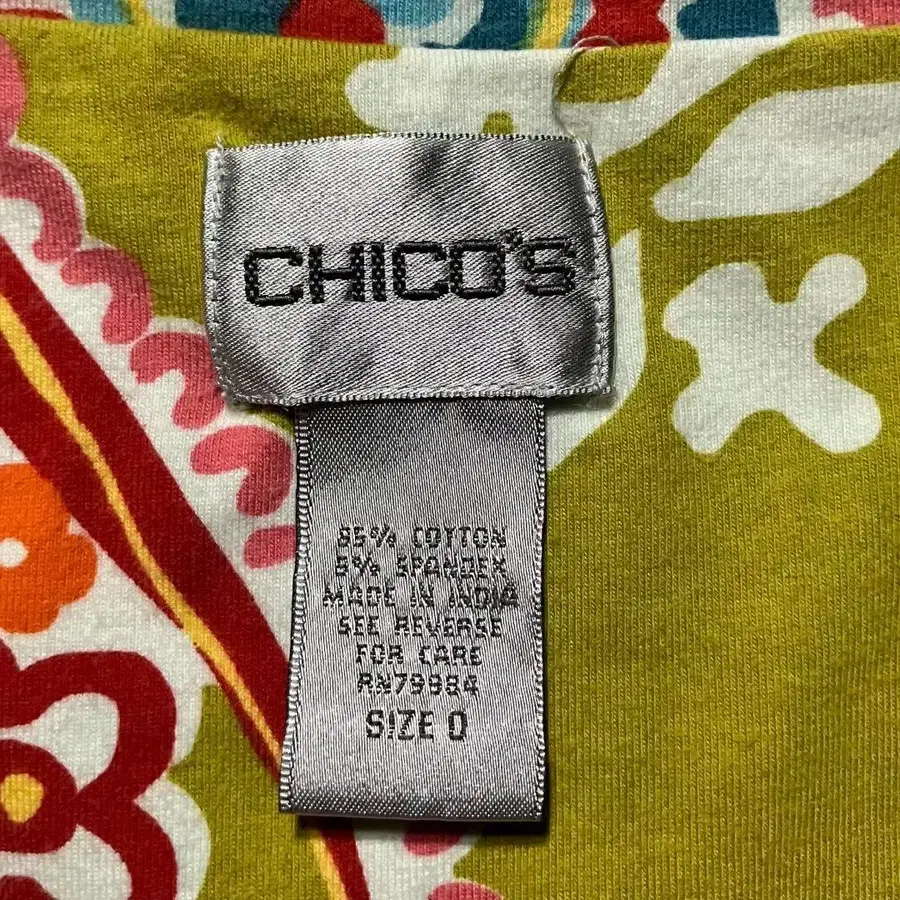 CHICO'S
95% COTTON
5% SPANDEX
MADE IN INDIA
SEE REVERSE
FOR CARE
RN79984
SIZE 0